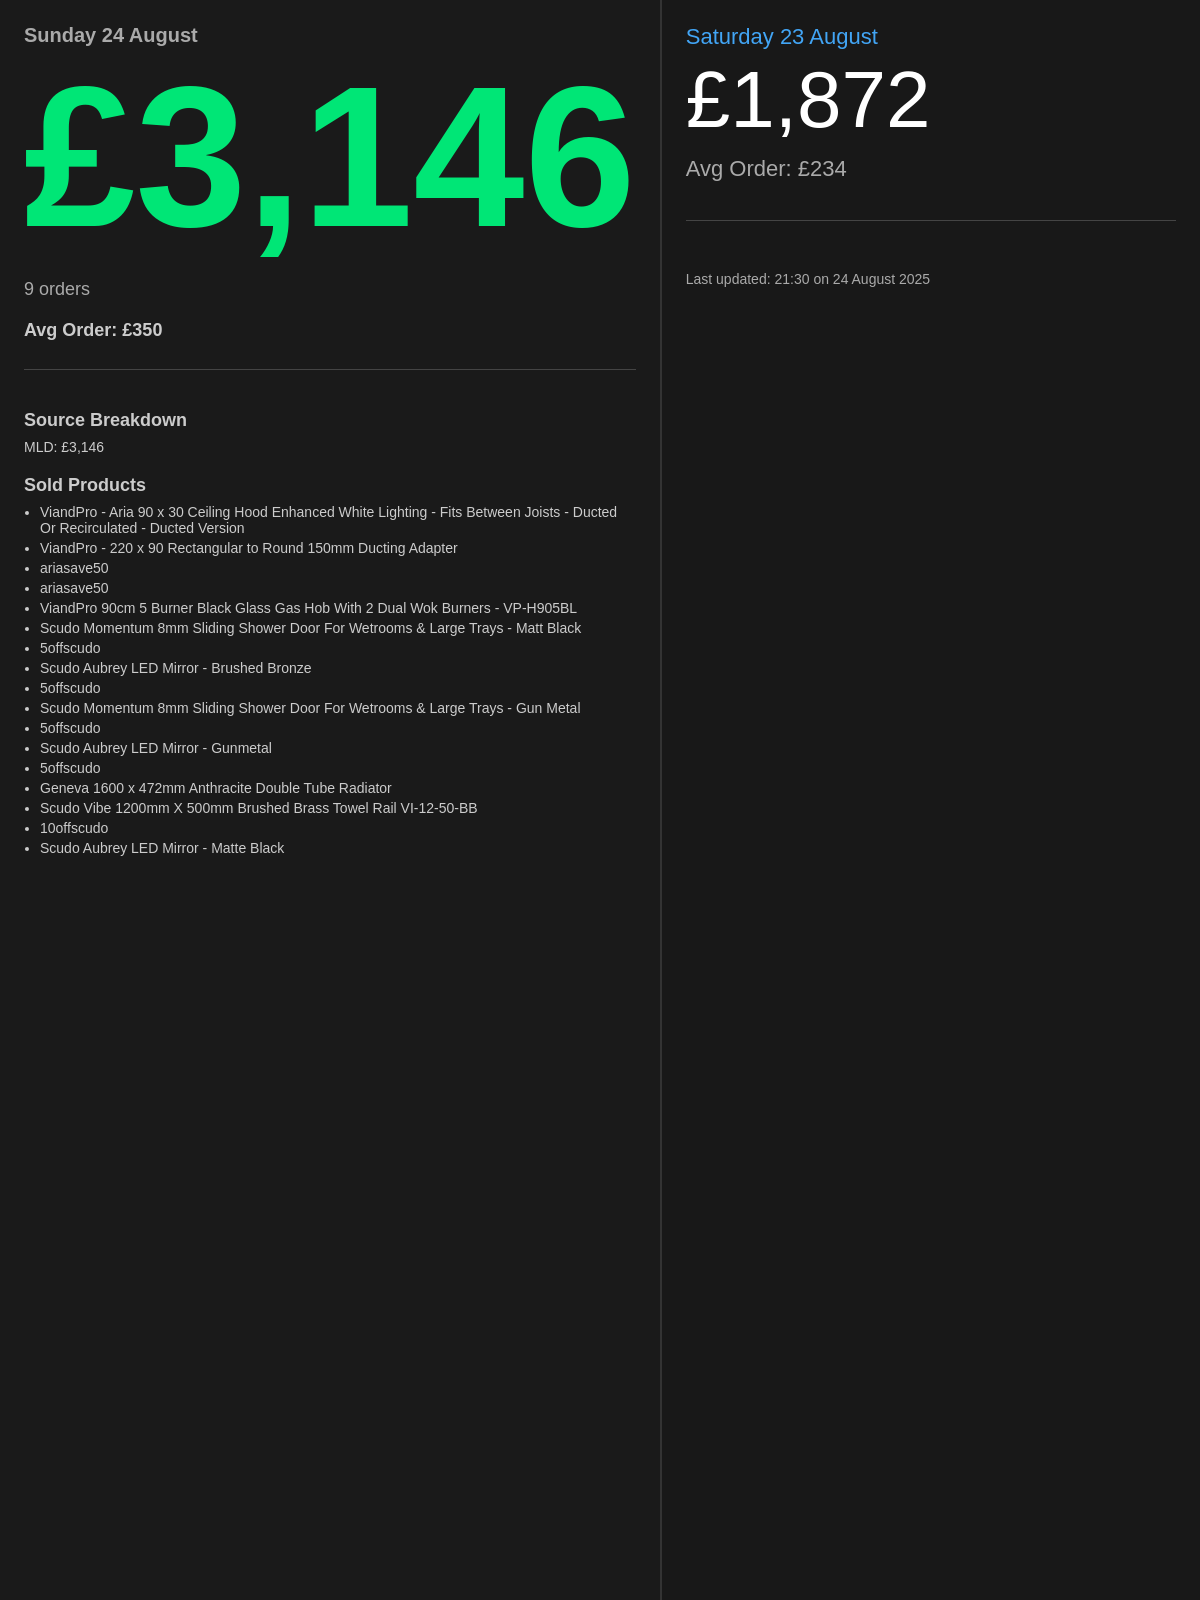 Sunday 24 August
£3,146
9 orders
Avg Order: £350
Source Breakdown
MLD: £3,146
Sold Products
• ViandPro - Aria 90 x 30 Ceiling Hood Enhanced White Lighting - Fits Between Joists - Ducted
Or Recirculated - Ducted Version
• ViandPro - 220 x 90 Rectangular to Round 150mm Ducting Adapter
• ariasave50
• ariasave50
• ViandPro 90cm 5 Burner Black Glass Gas Hob With 2 Dual Wok Burners - VP-H905BL
• Scudo Momentum 8mm Sliding Shower Door For Wetrooms & Large Trays - Matt Black
• 5offscudo
• Scudo Aubrey LED Mirror - Brushed Bronze
• 5offscudo
• Scudo Momentum 8mm Sliding Shower Door For Wetrooms & Large Trays - Gun Metal
• 5offscudo
• Scudo Aubrey LED Mirror - Gunmetal
• 5offscudo
• Geneva 1600 x 472mm Anthracite Double Tube Radiator
• Scudo Vibe 1200mm X 500mm Brushed Brass Towel Rail VI-12-50-BB
• 10offscudo
• Scudo Aubrey LED Mirror - Matte Black
Saturday 23 August
£1,872
Avg Order: £234
Last updated: 21:30 on 24 August 2025